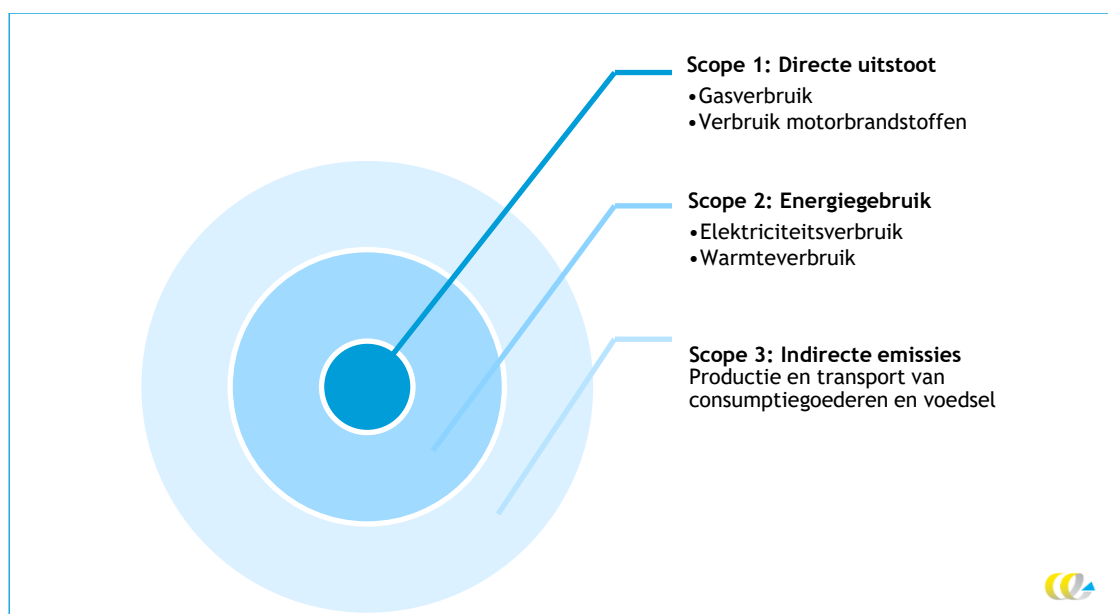 Scope 1: Directe uitstoot
•Gasverbruik
•Verbruik motorbrandstoffen
Scope 2: Energiegebruik
•Elektriciteitsverbruik
•Warmteverbruik
Scope 3: Indirecte emissies
Productie en transport van
consumptiegoederen en voedsel